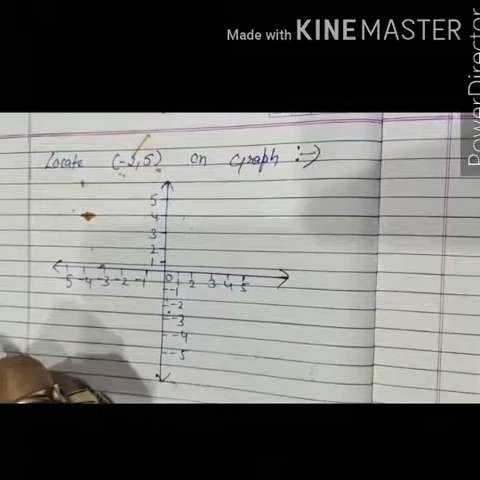 Made with KINEMASTER
PowerDirector
Locate (-2,5) on Graph :-)
5
4
3
2
1
5 -4 -3 -2 -1 0 1 2 3 4 5
-1
-2
-3
-4
-5